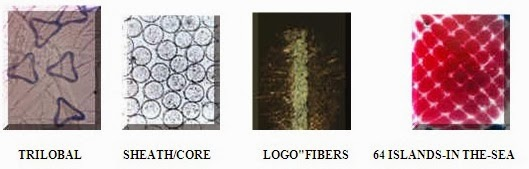 TRILOBAL SHEATH/CORE LOGO"FIBERS 64 ISLANDS-IN THE-SEA